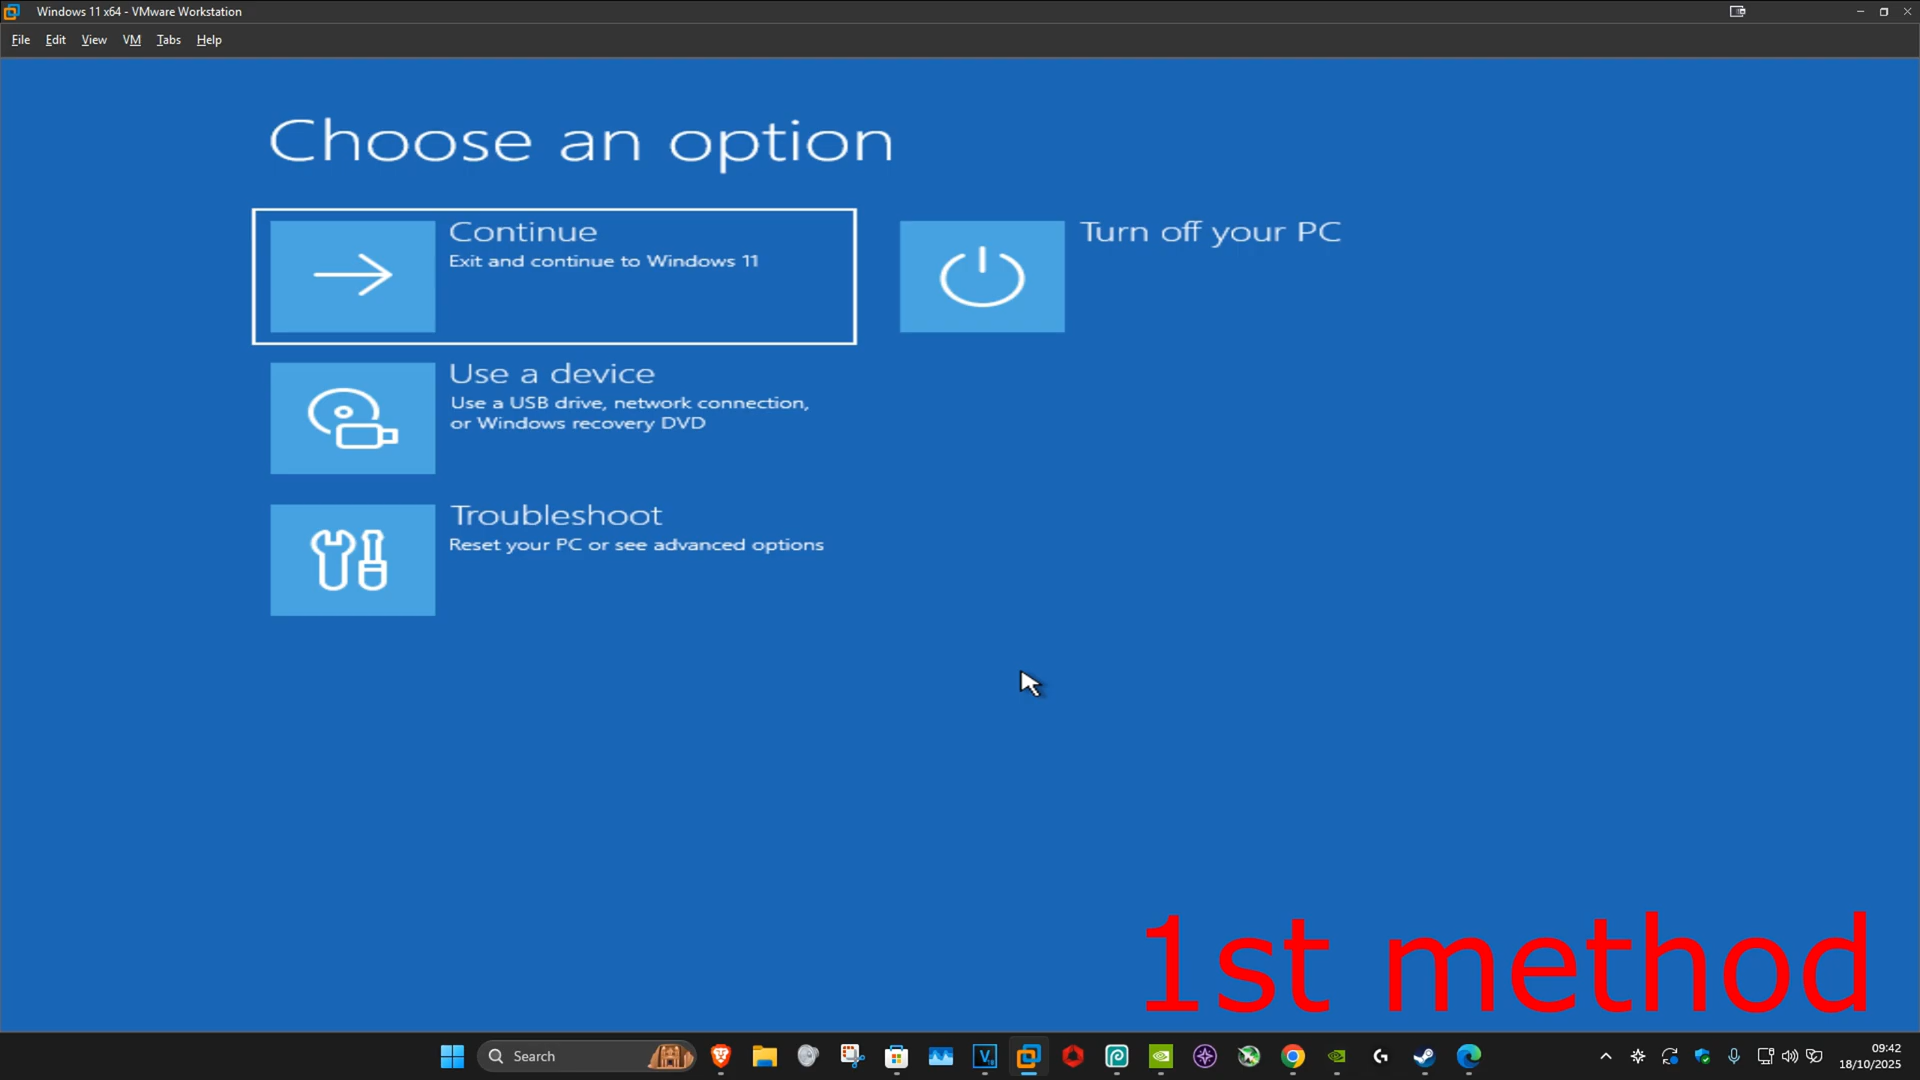 Windows 11 x64 - VMware Workstation
File Edit View VM Tabs Help
Choose an option
Continue
Exit and continue to Windows 11
Turn off your PC
Use a device
Use a USB drive, network connection,
or Windows recovery DVD
Troubleshoot
Reset your PC or see advanced options
1st method
Search
09:42
18/10/2025